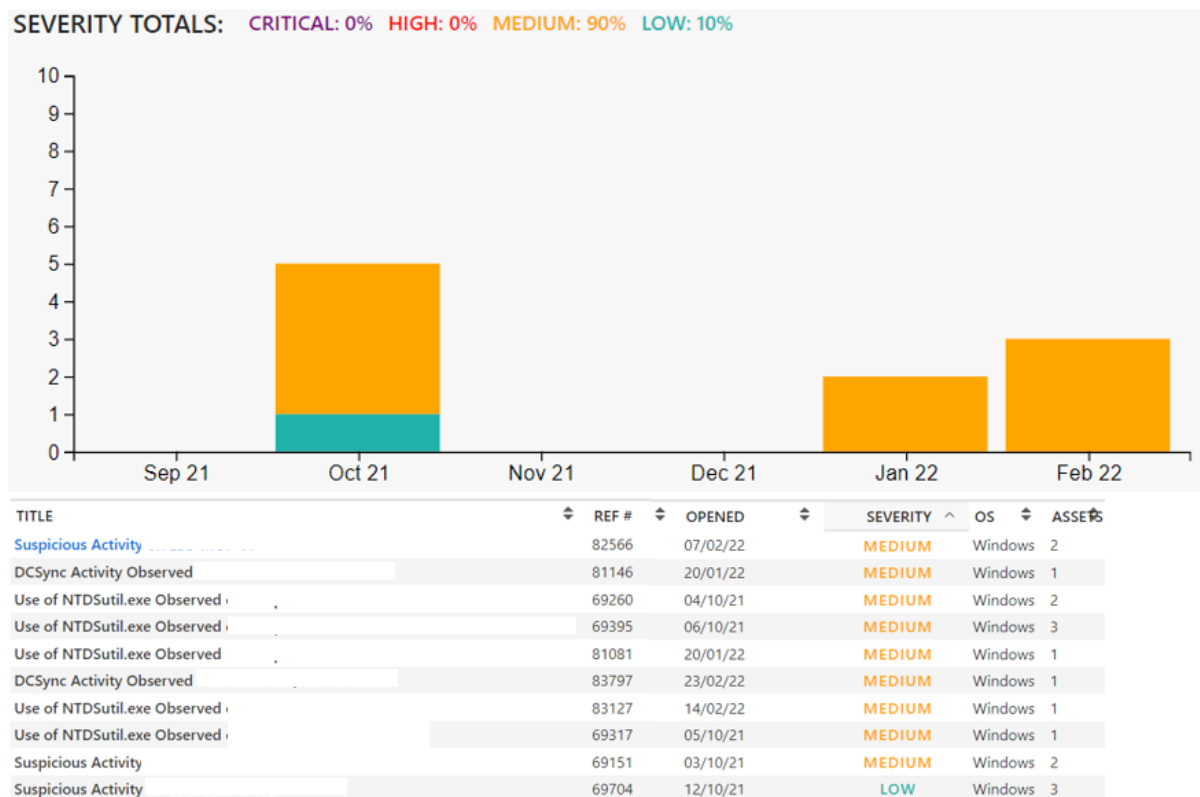 SEVERITY TOTALS: CRITICAL: 0% HIGH: 0% MEDIUM: 90% LOW: 10%
10
9
8
7
6
5
4
3
2
1
0
Sep 21 Oct 21 Nov 21 Dec 21 Jan 22 Feb 22
TITLE REF # OPENED SEVERITY OS ASSETS
Suspicious Activity 82566 07/02/22 MEDIUM Windows 2
DCSync Activity Observed 81146 20/01/22 MEDIUM Windows 1
Use of NTDSutil.exe Observed 69260 04/10/21 MEDIUM Windows 2
Use of NTDSutil.exe Observed 69395 06/10/21 MEDIUM Windows 3
Use of NTDSutil.exe Observed 81081 20/01/22 MEDIUM Windows 1
DCSync Activity Observed 83797 23/02/22 MEDIUM Windows 1
Use of NTDSutil.exe Observed 83127 14/02/22 MEDIUM Windows 1
Use of NTDSutil.exe Observed 69317 05/10/21 MEDIUM Windows 1
Suspicious Activity 69151 03/10/21 MEDIUM Windows 2
Suspicious Activity 69704 12/10/21 LOW Windows 3